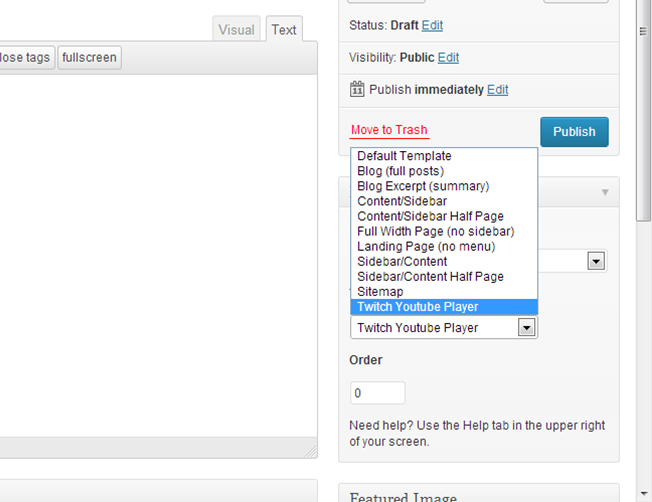 Visual
Text
lose tags
fullscreen
Status: Draft Edit
Visibility: Public Edit
11
Publish immediately Edit
Move to Trash
Publish
Default Template
Blog (full posts)
Blog Excerpt (summary)
Content/Sidebar
Content/Sidebar Half Page
Full Width Page (no sidebar)
Landing Page (no menu)
Sidebar/Content
Sidebar/Content Half Page
Sitemap
Twitch Youtube Player
Twitch Youtube Player
Order
0
Need help? Use the Help tab in the upper right
of your screen.
Featured Image